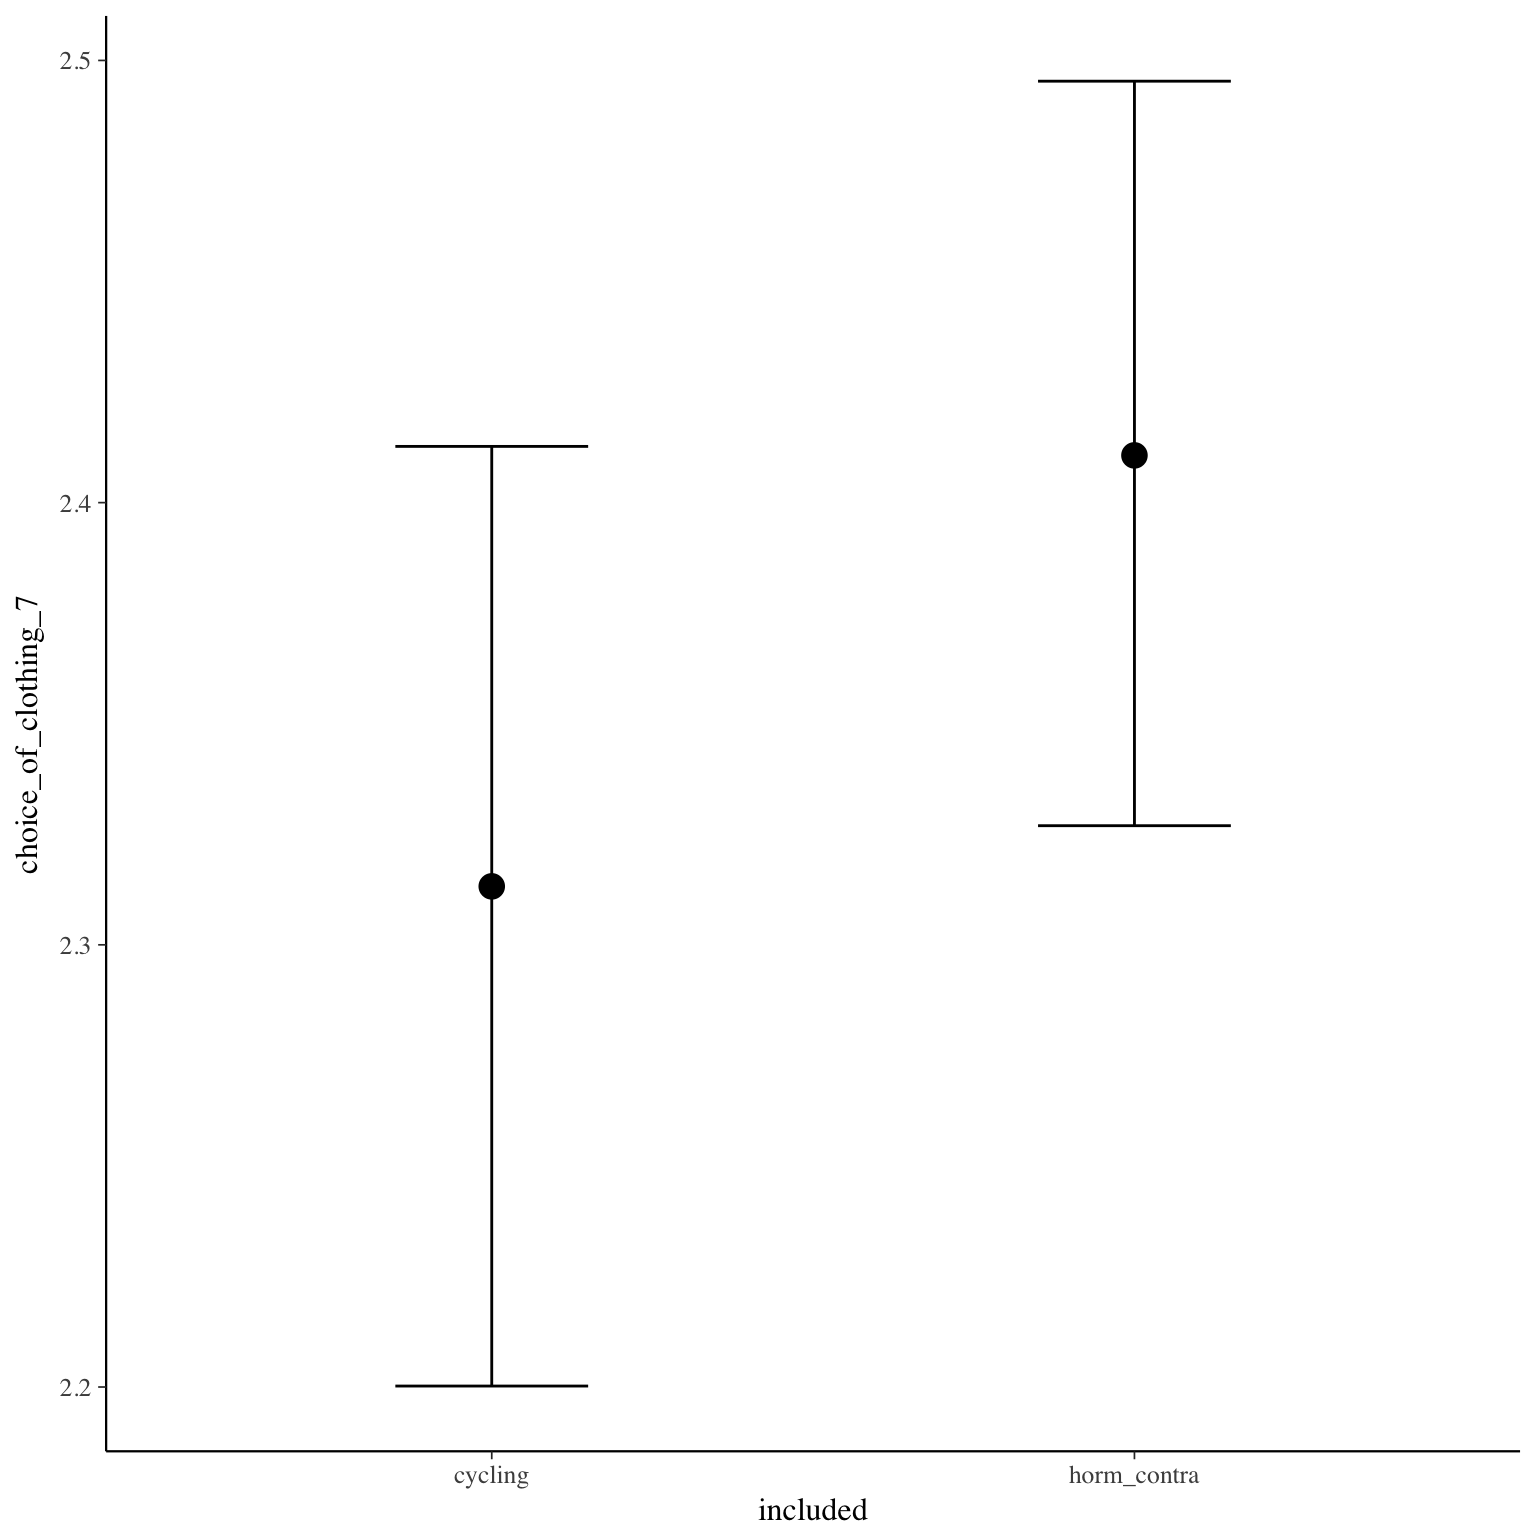 2.5
2.4
2.3
2.2
choice_of_clothing_7
cycling
horm_contra
included